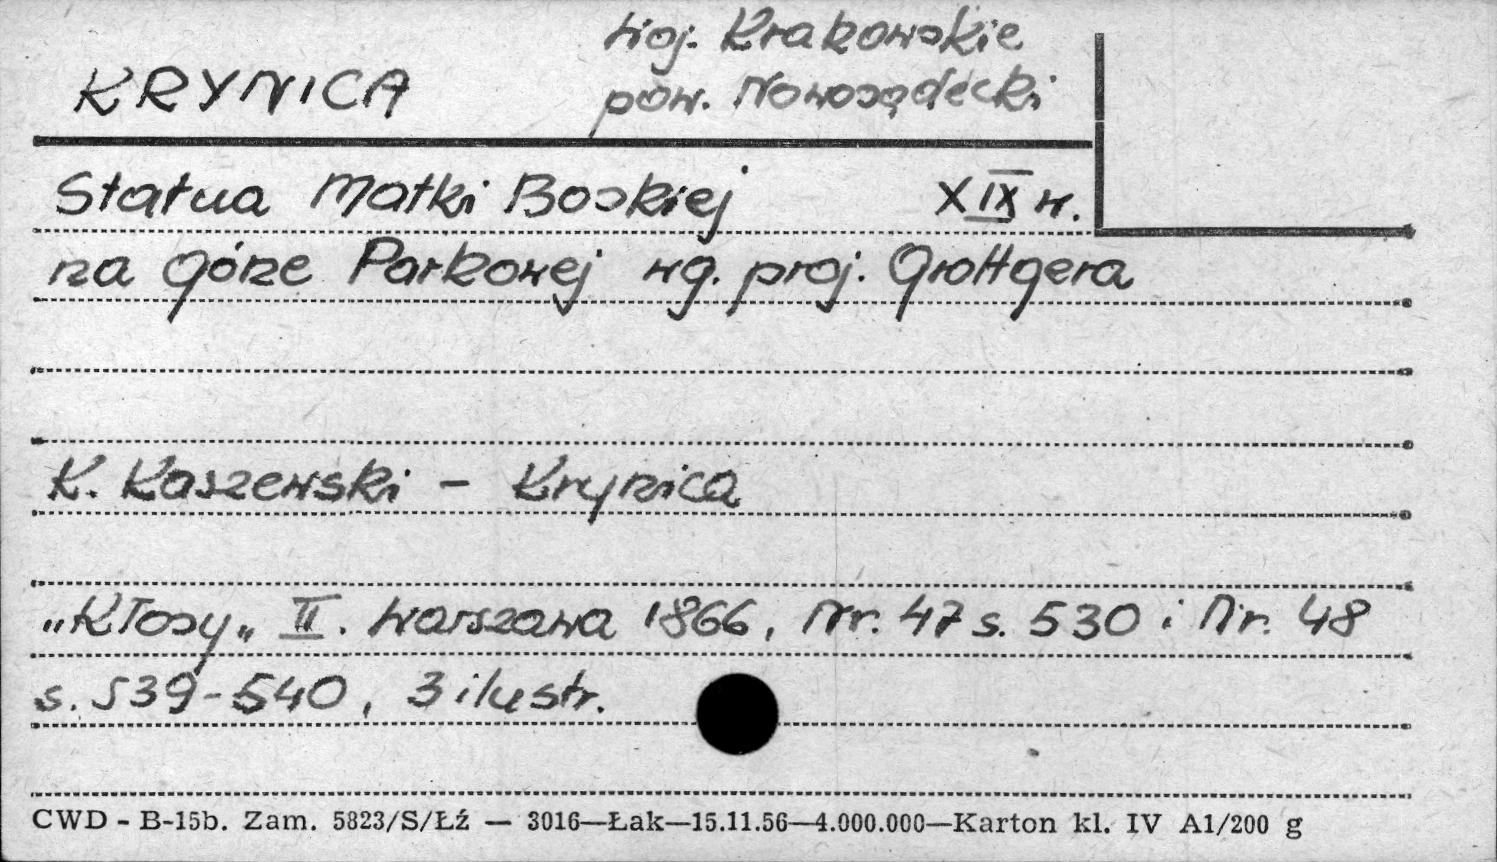 woj. Krakowskie
KRYNICA pow. Nowosądecki
Statua Matki Boskiej XIX w.
na górze Parkowej wg. proj. Grottgera
K. Kaszewski - Krynica
„Kłosy„ II. Warszawa 1866, Nr. 47 s. 530 i Nr. 48
s. 539-540, 3 ilustr.
CWD - B-15b. Zam. 5823/S/Łź — 3016—Łak—15.11.56—4.000.000—Karton kl. IV A1/200 g